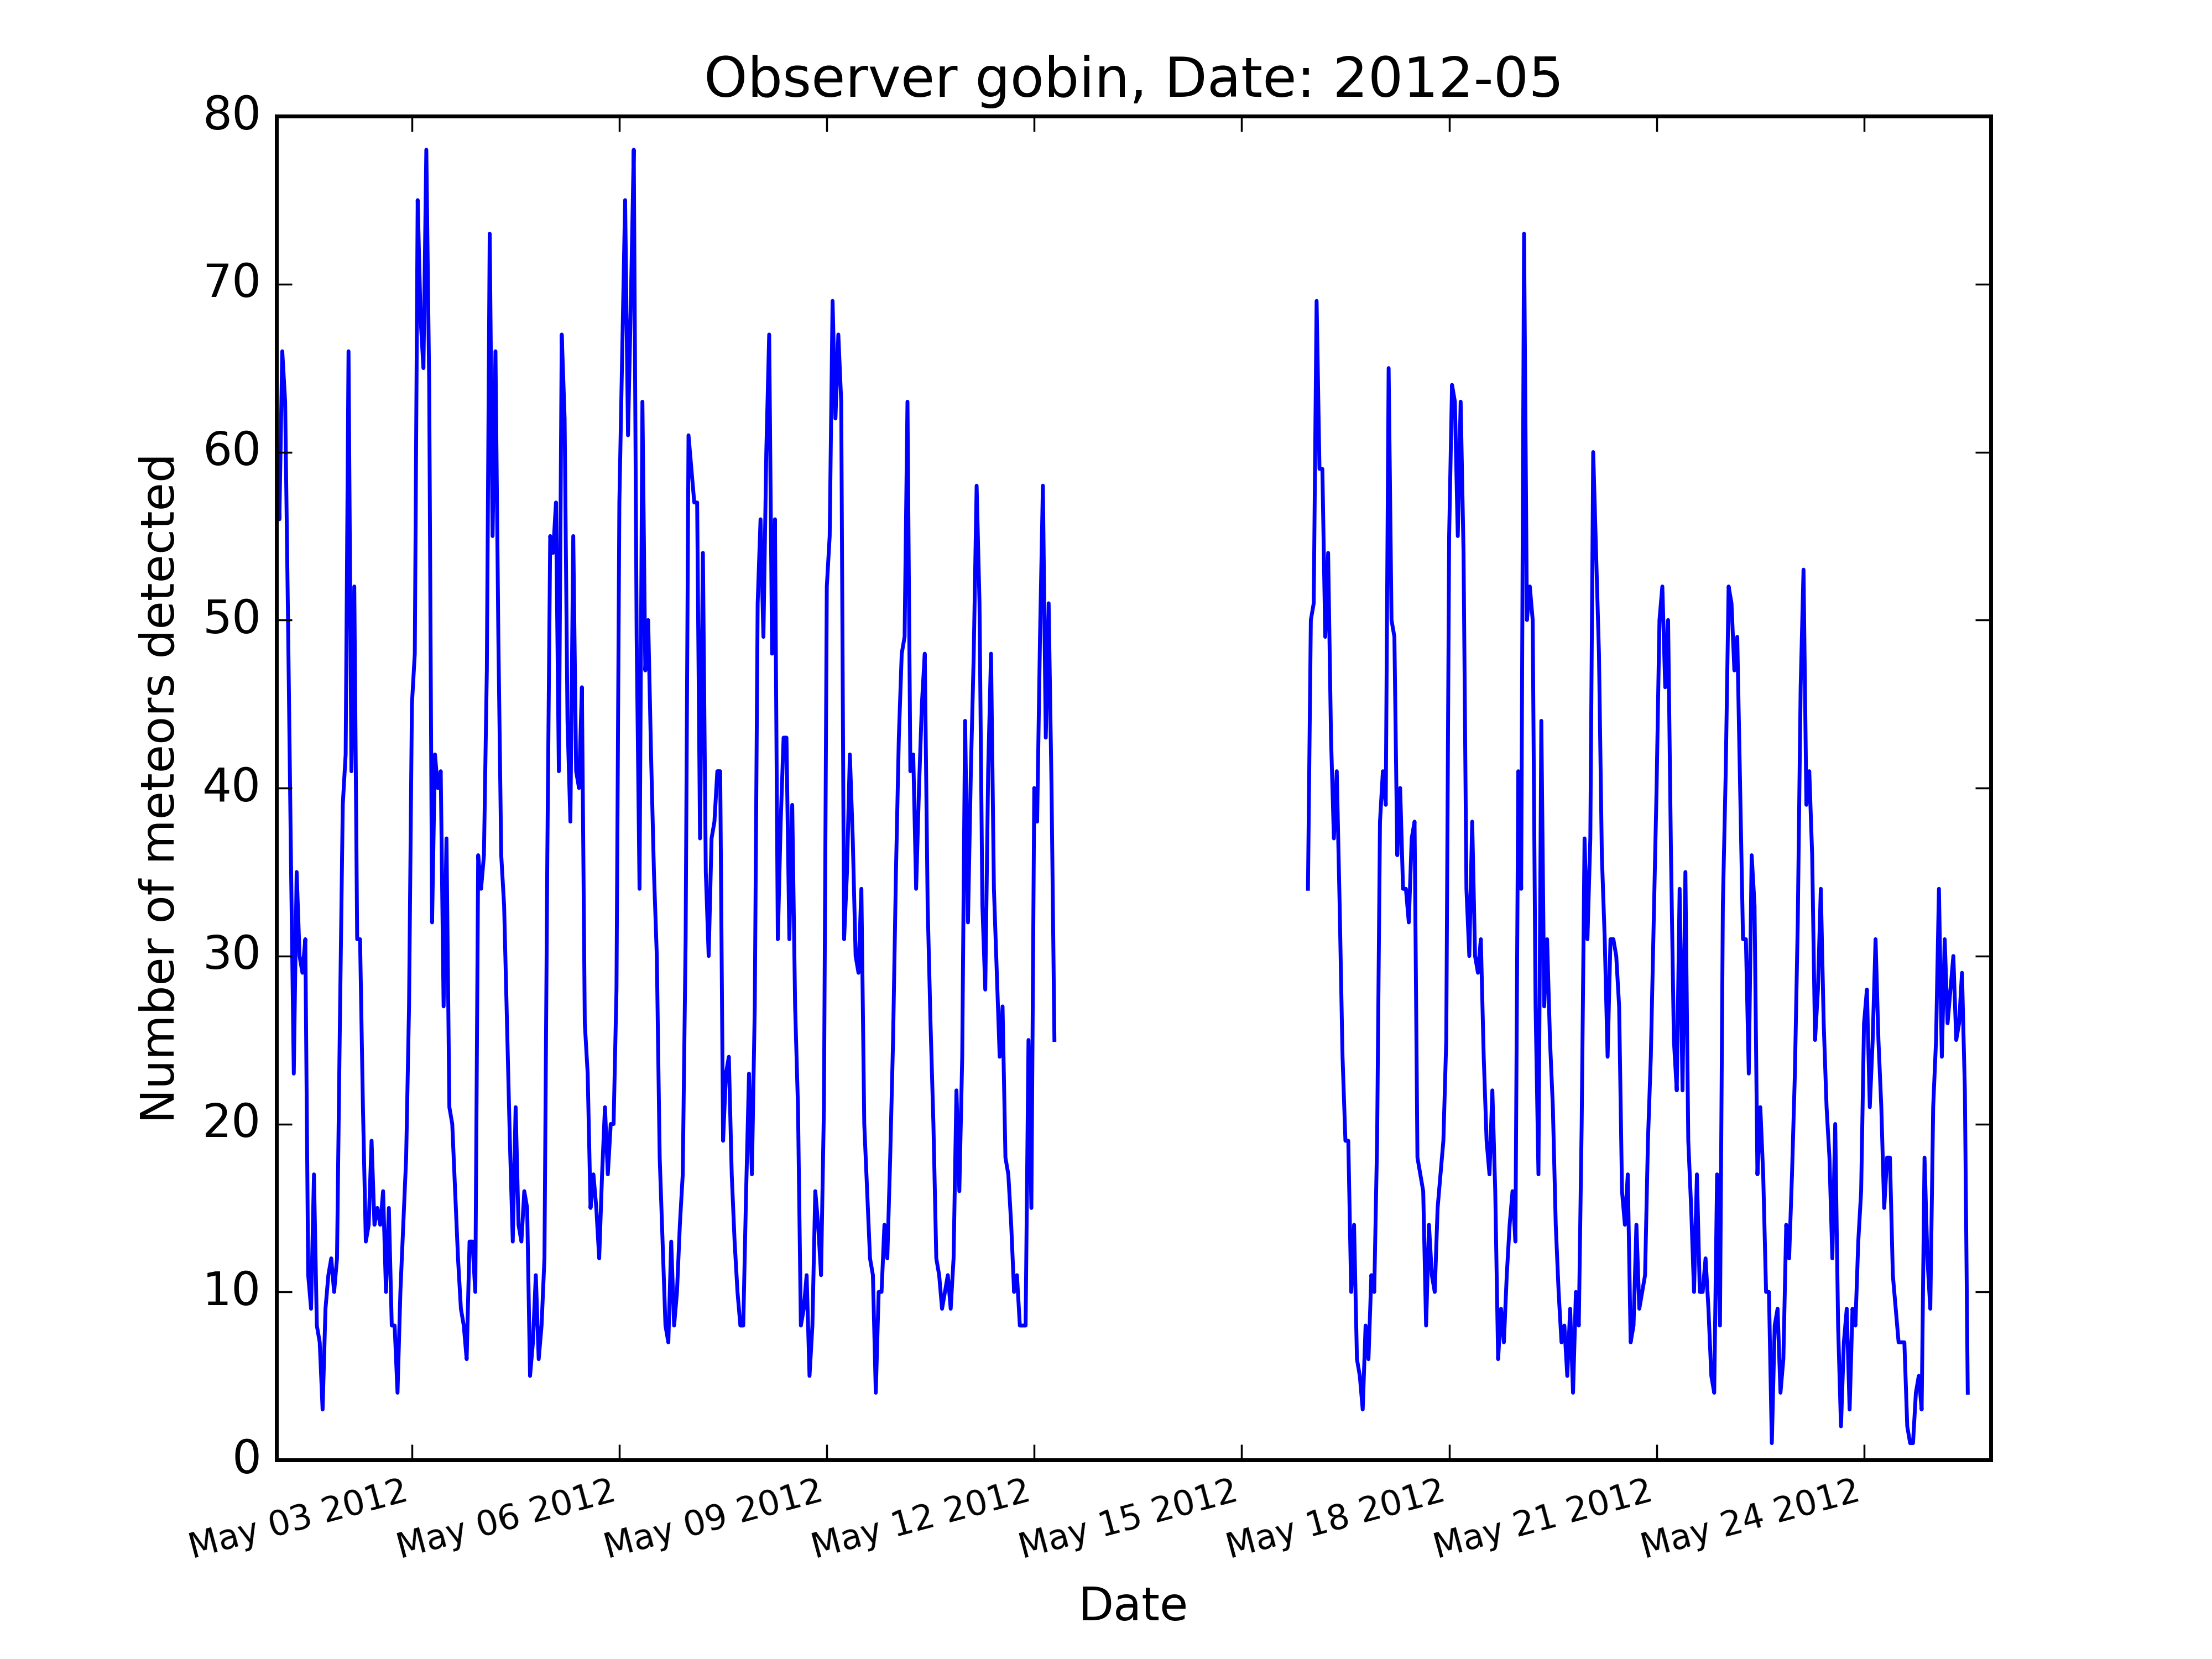 Observer gobin, Date: 2012-05
80
70
60
50
40
30
20
10
0
Number of meteors detected
May 03 2012
May 06 2012
May 09 2012
May 12 2012
May 15 2012
May 18 2012
May 21 2012
May 24 2012
Date